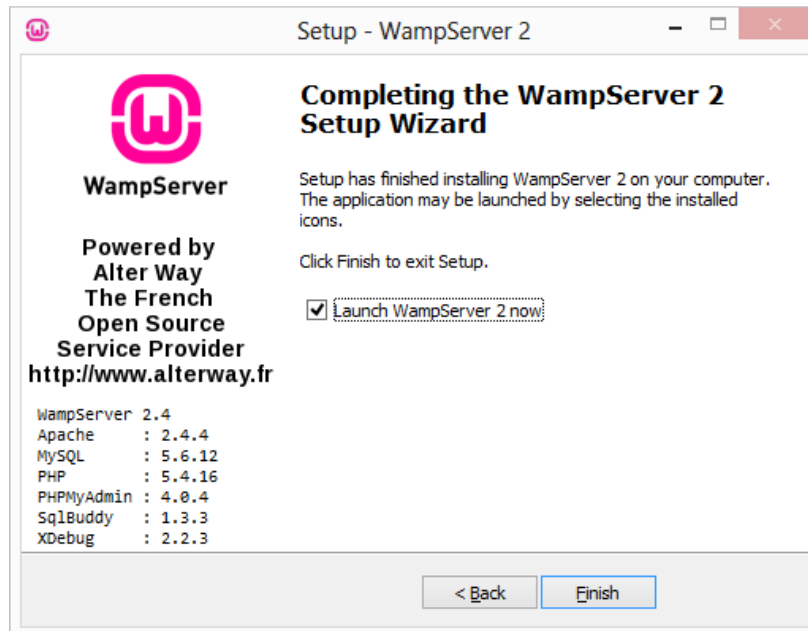 Setup - WampServer 2
WampServer
Powered by
Alter Way
The French
Open Source
Service Provider
http://www.alterway.fr
WampServer 2.4
Apache : 2.4.4
MySQL : 5.6.12
PHP : 5.4.16
PHPMyAdmin : 4.0.4
SqlBuddy : 1.3.3
XDebug : 2.2.3
Completing the WampServer 2
Setup Wizard
Setup has finished installing WampServer 2 on your computer.
The application may be launched by selecting the installed
icons.
Click Finish to exit Setup.
Launch WampServer 2 now
< Back
Finish